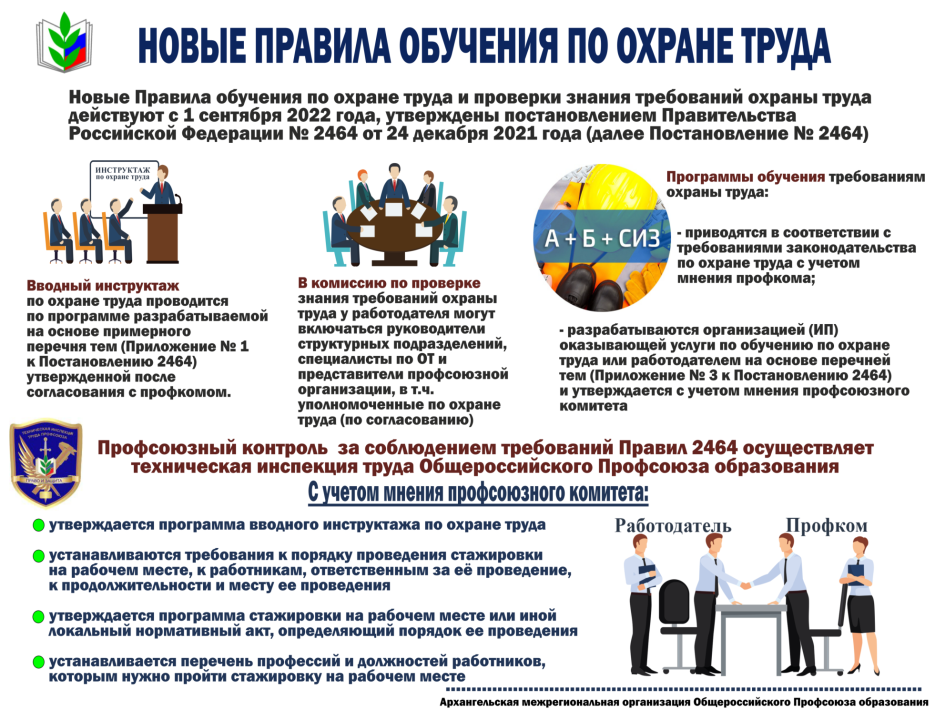 НОВЫЕ ПРАВИЛА ОБУЧЕНИЯ ПО ОХРАНЕ ТРУДА
Новые Правила обучения по охране труда и проверки знания требований охраны труда
действуют с 1 сентября 2022 года, утверждены постановлением Правительства
Российской Федерации № 2464 от 24 декабря 2021 года (далее Постановление № 2464)
ИНСТРУКТАЖ
по охране труда
Вводный инструктаж
по охране труда проводится
по программе разрабатываемой
на основе примерного
перечня тем (Приложение № 1
к Постановлению 2464)
утвержденной после
согласования с профкомом.
В комиссию по проверке
знания требований охраны
труда у работодателя могут
включаться руководители
структурных подразделений,
специалисты по ОТ и
представители профсоюзной
организации, в т.ч.
уполномоченные по охране
труда (по согласованию)
А + Б + СИЗ
Программы обучения требованиям
охраны труда:
- приводятся в соответствии с
требованиями законодательства
по охране труда с учетом
мнения профкома;
- разрабатываются организацией (ИП)
оказывающей услуги по обучению по охране
труда или работодателем на основе перечней
тем (Приложение № 3 к Постановлению 2464)
и утверждается с учетом мнения профсоюзного
комитета
ТЕХНИЧЕСКАЯ ИНСПЕКЦИЯ
ТРУДА ПРОФСОЮЗА
ПРАВО И ЗАЩИТА
Профсоюзный контроль за соблюдением требований Правил 2464 осуществляет
техническая инспекция труда Общероссийского Профсоюза образования
С учетом мнения профсоюзного комитета:
утверждается программа вводного инструктажа по охране труда
устанавливаются требования к порядку проведения стажировки
на рабочем месте, к работникам, ответственным за её проведение,
к продолжительности и месту ее проведения
утверждается программа стажировки на рабочем месте или иной
локальный нормативный акт, определяющий порядок ее проведения
устанавливается перечень профессий и должностей работников,
которым нужно пройти стажировку на рабочем месте
Работодатель
Профком
Архангельская межрегиональная организация Общероссийского Профсоюза образования